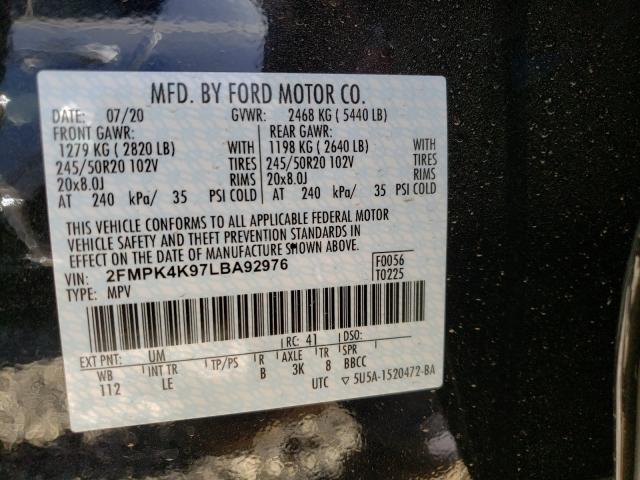 MFD. BY FORD MOTOR CO.
DATE: 07/20 GVWR: 2468 KG ( 5440 LB)
FRONT GAWR: REAR GAWR:
1279 KG ( 2820 LB) WITH 1198 KG ( 2640 LB) WITH
245/50R20 102V TIRES 245/50R20 102V TIRES
20x8.0J RIMS 20x8.0J RIMS
AT 240 kPa/ 35 PSI COLD AT 240 kPa/ 35 PSI COLD
THIS VEHICLE CONFORMS TO ALL APPLICABLE FEDERAL MOTOR
VEHICLE SAFETY AND THEFT PREVENTION STANDARDS IN
EFFECT ON THE DATE OF MANUFACTURE SHOWN ABOVE.
VIN: 2FMPK4K97LBA92976 F0056
TYPE: MPV T0225
EXT PNT: UM RC: 41 DSO:
WB INT TR TP/PS R AXLE TR SPR
112 LE B 3K 8 BBCC
UTC ▽ 5U5A-1520472-BA